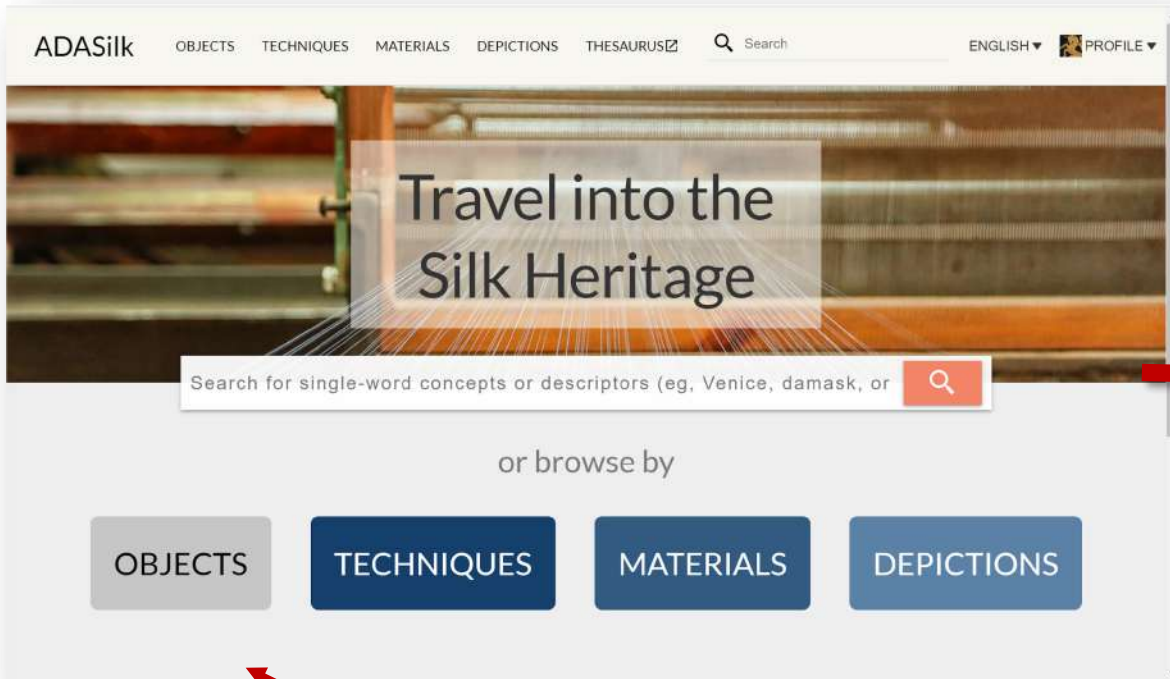 ADASilk OBJECTS TECHNIQUES MATERIALS DEPICTIONS THESAURUS Search ENGLISH PROFILE
Travel into the
Silk Heritage
Search for single-word concepts or descriptors (eg, Venice, damask, or
or browse by
OBJECTS TECHNIQUES MATERIALS DEPICTIONS